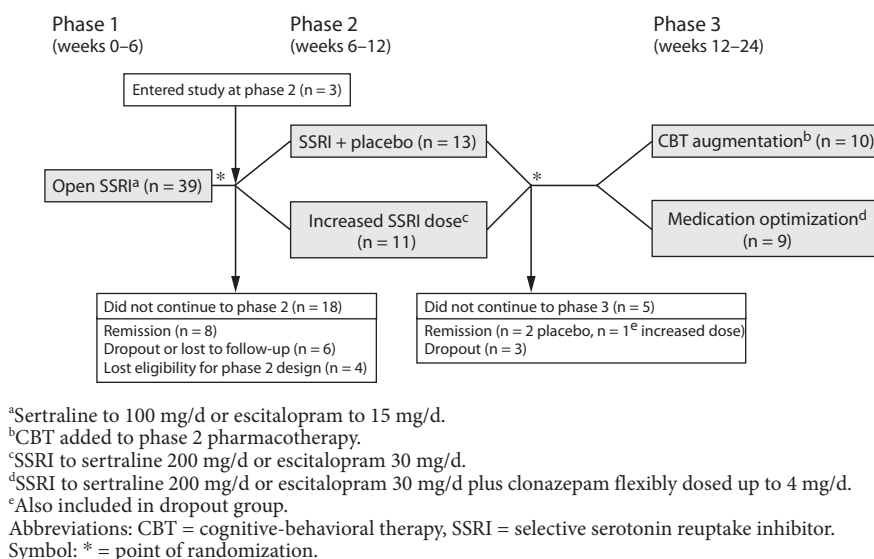 Phase 1
(weeks 0–6)
Phase 2
(weeks 6–12)
Phase 3
(weeks 12–24)
Entered study at phase 2 (n = 3)
SSRI + placebo (n = 13)
CBT augmentationᵇ (n = 10)
Open SSRIᵃ (n = 39)
*
*
Increased SSRI doseᶜ
(n = 11)
Medication optimizationᵈ
(n = 9)
Did not continue to phase 2 (n = 18)
Remission (n = 8)
Dropout or lost to follow-up (n = 6)
Lost eligibility for phase 2 design (n = 4)
Did not continue to phase 3 (n = 5)
Remission (n = 2 placebo, n = 1ᵉ increased dose)
Dropout (n = 3)
ᵃSertraline to 100 mg/d or escitalopram to 15 mg/d.
ᵇCBT added to phase 2 pharmacotherapy.
ᶜSSRI to sertraline 200 mg/d or escitalopram 30 mg/d.
ᵈSSRI to sertraline 200 mg/d or escitalopram 30 mg/d plus clonazepam flexibly dosed up to 4 mg/d.
ᵉAlso included in dropout group.
Abbreviations: CBT = cognitive-behavioral therapy, SSRI = selective serotonin reuptake inhibitor.
Symbol: * = point of randomization.